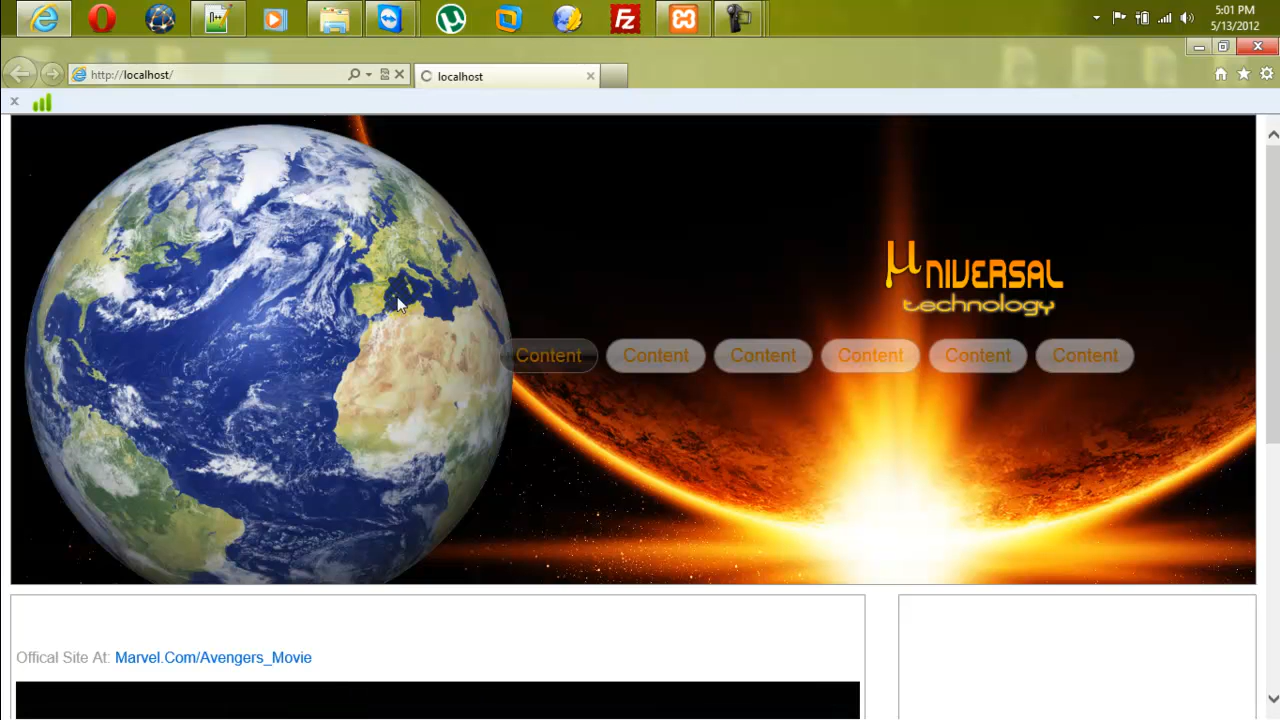 n++
Fz
5:01 PM
5/13/2012
http://localhost/
localhost
µNIVERSAL
technology
Content Content Content Content Content Content
Offical Site At: Marvel.Com/Avengers_Movie